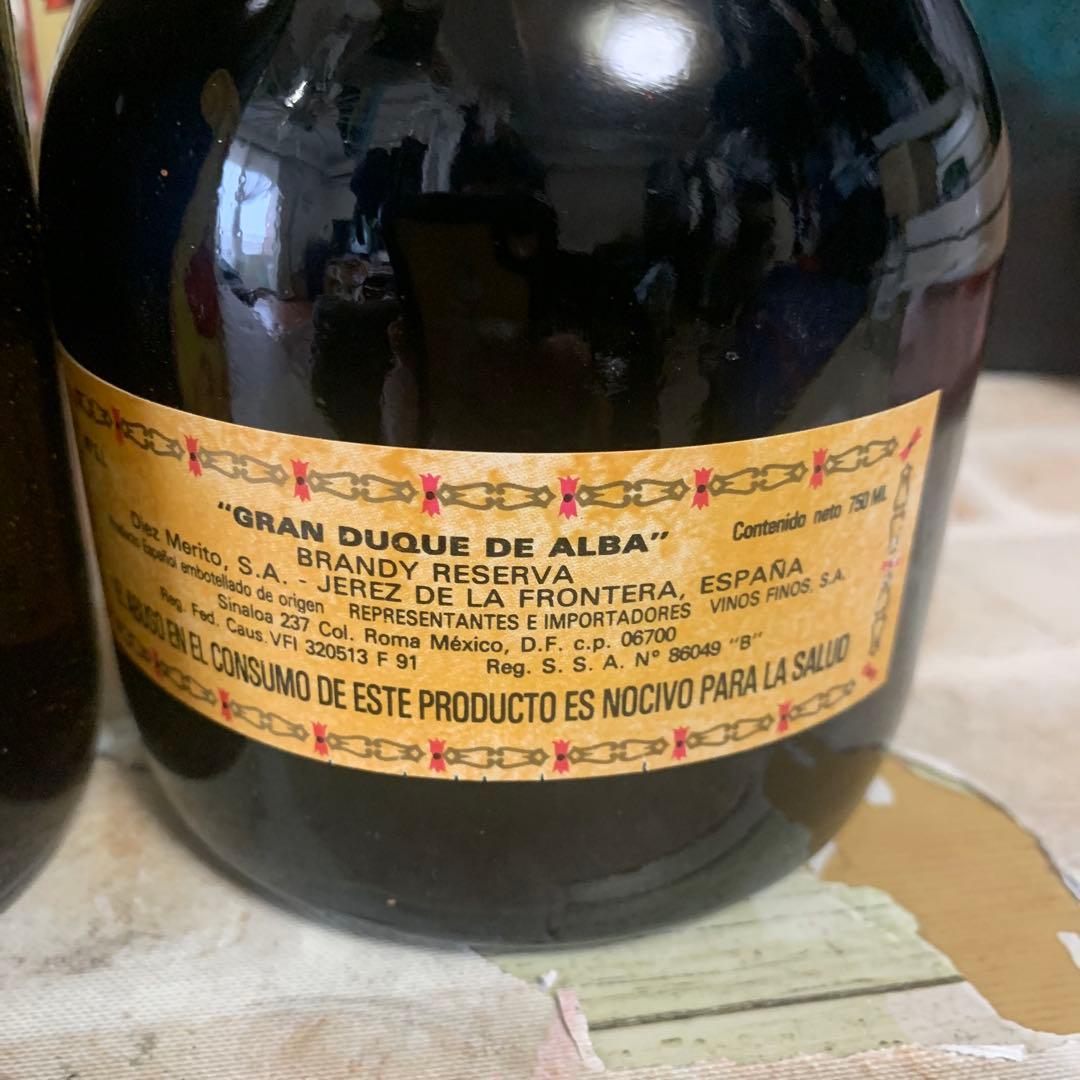 "GRAN DUQUE DE ALBA" Contenido neto 750 ML
BRANDY RESERVA
Diez Merito, S.A. - JEREZ DE LA FRONTERA, ESPAÑA
Producto Español embotellado de origen REPRESENTANTES E IMPORTADORES VINOS FINOS, S.A.
Sinaloa 237 Col. Roma México, D.F. c.p. 06700
Reg. Fed. Caus. VFI 320513 F 91 Reg. S. S. A. N° 86049 "B"
EL ABUSO EN EL CONSUMO DE ESTE PRODUCTO ES NOCIVO PARA LA SALUD